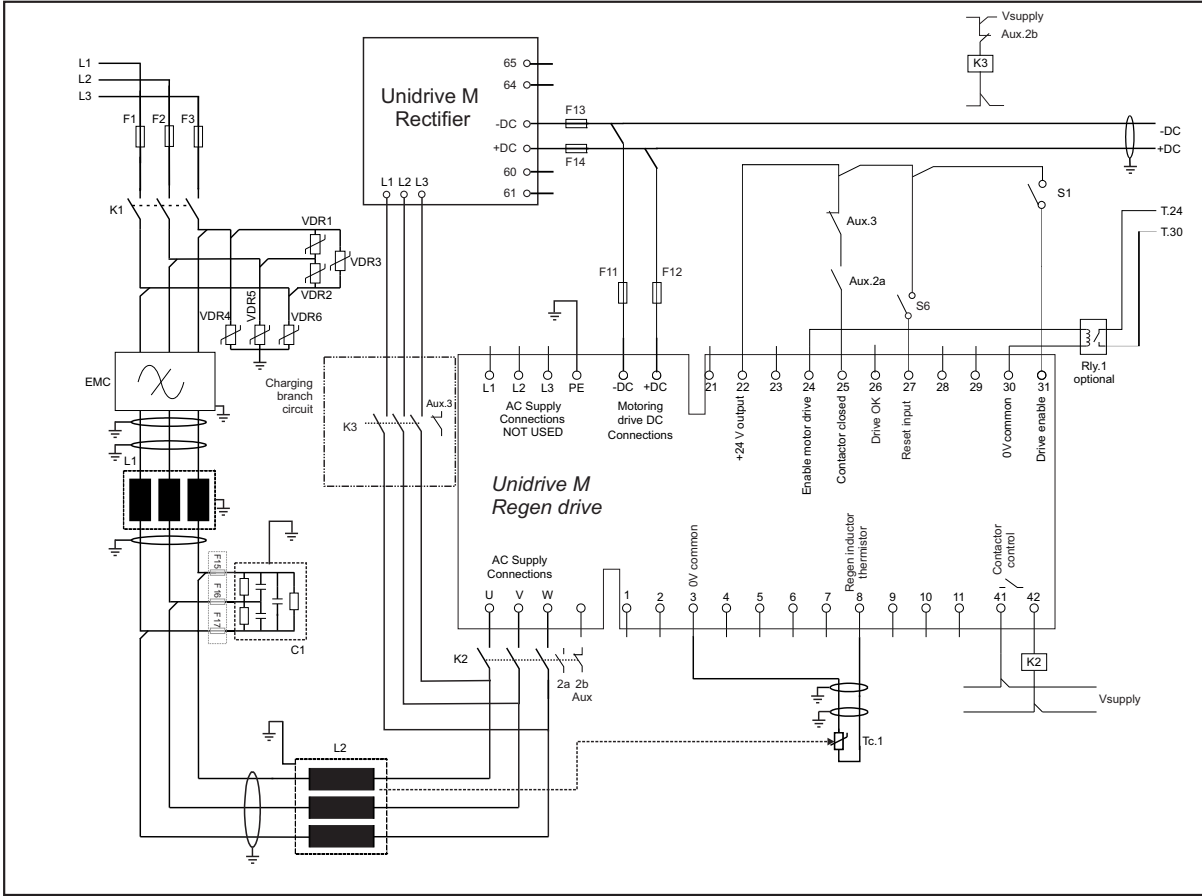 Vsupply
Aux.2b
K3
L1
L2
L3
F1
F2
F3
K1
Unidrive M
Rectifier
65
64
-DC
+DC
60
61
L1 L2 L3
F13
F14
-DC
+DC
S1
T.24
T.30
VDR1
VDR3
VDR2
VDR4
VDR5
VDR6
Aux.3
Aux.2a
F11
F12
S6
Rly.1
optional
EMC
Charging
branch
circuit
K3
Aux.3
L1
L2
L3
PE
AC Supply
Connections
NOT USED
-DC
+DC
Motoring
drive DC
Connections
21
22
23
24
25
26
27
28
29
30
31
+24 V output
Enable motor drive
Contactor closed
Drive OK
Reset input
0V common
Drive enable
L1
Unidrive M
Regen drive
F15
F16
F17
C1
AC Supply
Connections
U
V
W
0V common
Regen inductor
thermistor
Contactor
control
1
2
3
4
5
6
7
8
9
10
11
41
42
K2
2a 2b
Aux
K2
Vsupply
Tc.1
L2